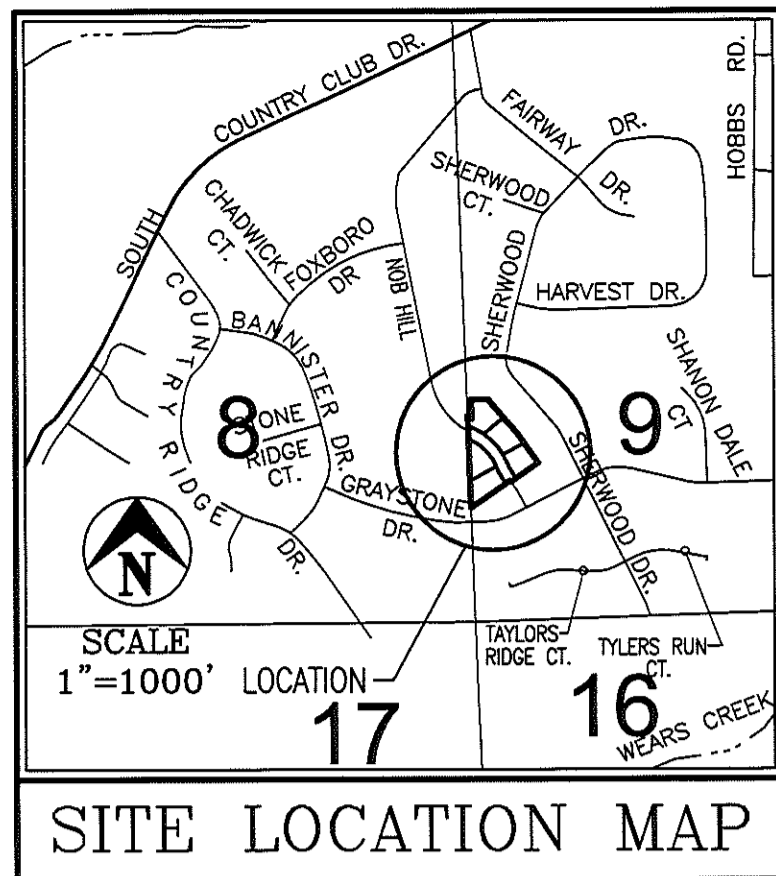 SOUTH COUNTRY CLUB DR.
HOBBS RD.
FAIRWAY DR.
DR.
SHERWOOD
CT.
CHADWICK
CT.
FOXBORO
DR
NOB HILL
SHERWOOD
HARVEST DR.
COUNTRY RIDGE DR.
BANNISTER DR.
SHANON DALE
CT
8
ONE
RIDGE
CT.
9
GRAYSTONE
DR.
SHERWOOD DR.
N
SCALE
1"=1000'
LOCATION
TAYLORS
RIDGE CT.
TYLERS RUN
CT.
17
16
WEARS CREEK
SITE LOCATION MAP